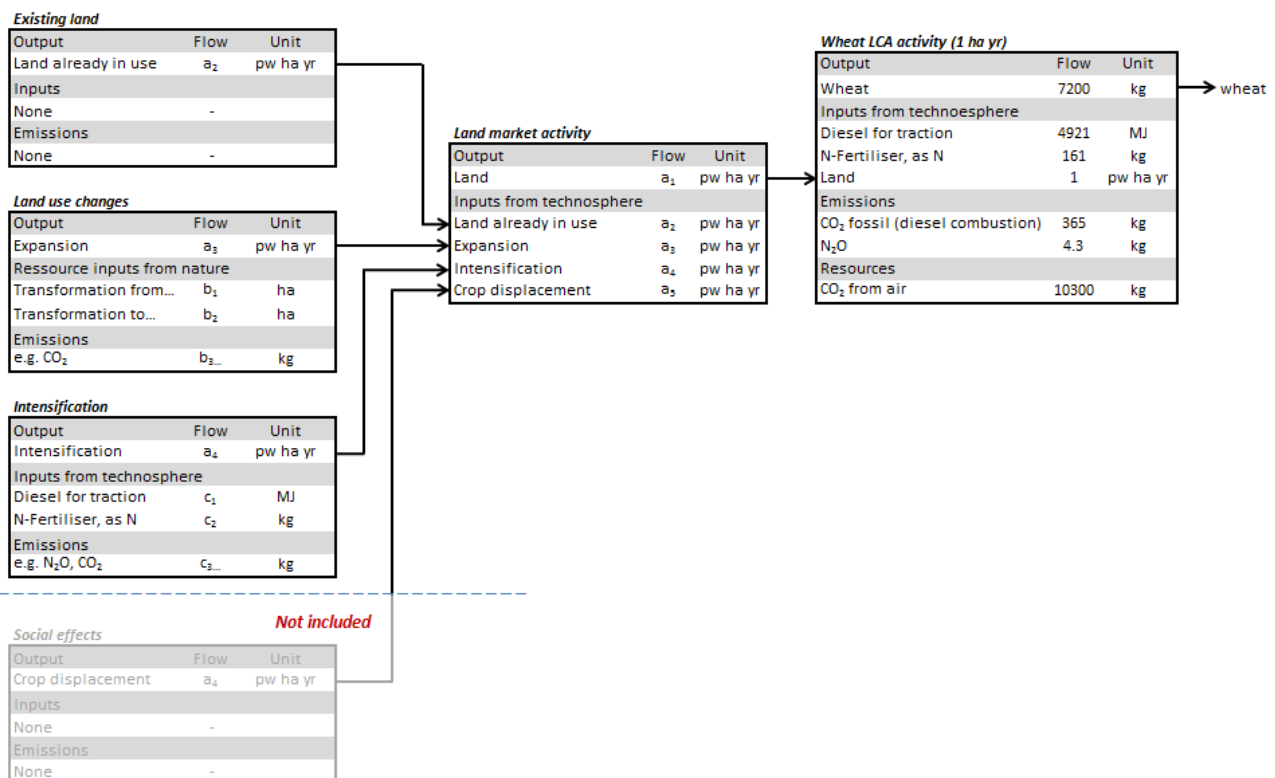 Existing land
Output Flow Unit
Land already in use a₂ pw ha yr
Inputs
None -
Emissions
None -
Land use changes
Output Flow Unit
Expansion a₃ pw ha yr
Ressource inputs from nature
Transformation from... b₁ ha
Transformation to... b₂ ha
Emissions
e.g. CO₂ b₃... kg
Intensification
Output Flow Unit
Intensification a₄ pw ha yr
Inputs from technosphere
Diesel for traction c₁ MJ
N-Fertiliser, as N c₂ kg
Emissions
e.g. N₂O, CO₂ c₃... kg
Not included
Social effects
Output Flow Unit
Crop displacement a₄ pw ha yr
Inputs
None -
Emissions
None -
Land market activity
Output Flow Unit
Land a₁ pw ha yr
Inputs from technosphere
Land already in use a₂ pw ha yr
Expansion a₃ pw ha yr
Intensification a₄ pw ha yr
Crop displacement a₅ pw ha yr
Wheat LCA activity (1 ha yr)
Output Flow Unit
Wheat 7200 kg
wheat
Inputs from technoesphere
Diesel for traction 4921 MJ
N-Fertiliser, as N 161 kg
Land 1 pw ha yr
Emissions
CO₂ fossil (diesel combustion) 365 kg
N₂O 4.3 kg
Resources
CO₂ from air 10300 kg